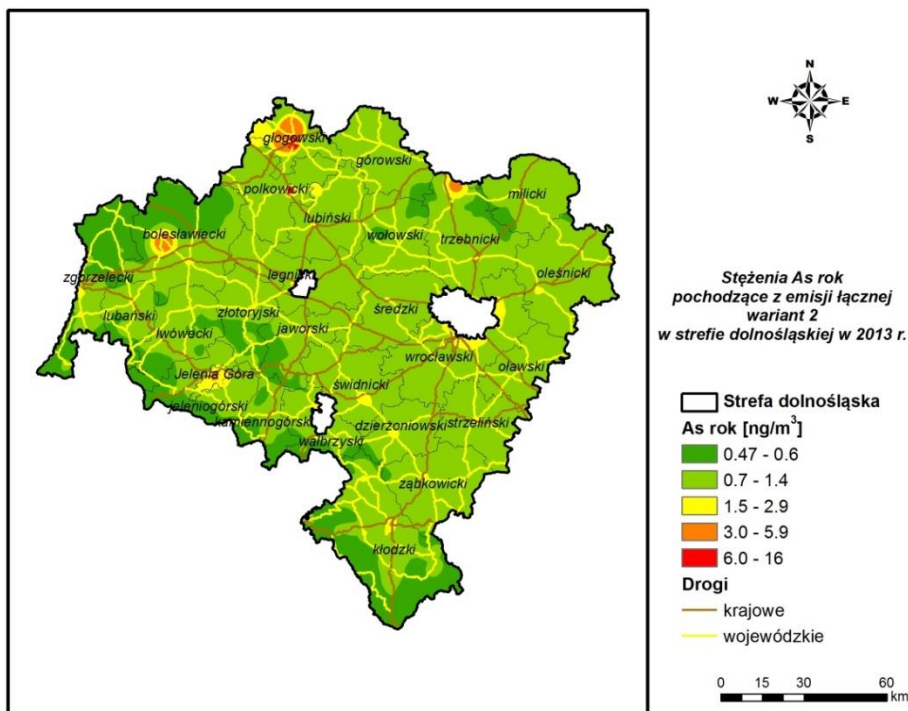 N
W E
S
głogowski
górowski
polkowicki
milicki
lubiński
bolesławiecki
wołowski
trzebnicki
zgorzelecki
legnicki
oleśnicki
lubański
złotoryjski
średzki
lwówecki
jaworski
wrocławski
Jelenia Góra
oławski
świdnicki
jeleniogórski
kamiennogórski
dzierżoniowski
strzeliński
wałbrzyski
ząbkowicki
kłodzki
Stężenia As rok
pochodzące z emisji łącznej
wariant 2
w strefie dolnośląskiej w 2013 r.
Strefa dolnośląska
As rok [ng/m³]
0.47 - 0.6
0.7 - 1.4
1.5 - 2.9
3.0 - 5.9
6.0 - 16
Drogi
krajowe
wojewódzkie
0 15 30 60
km